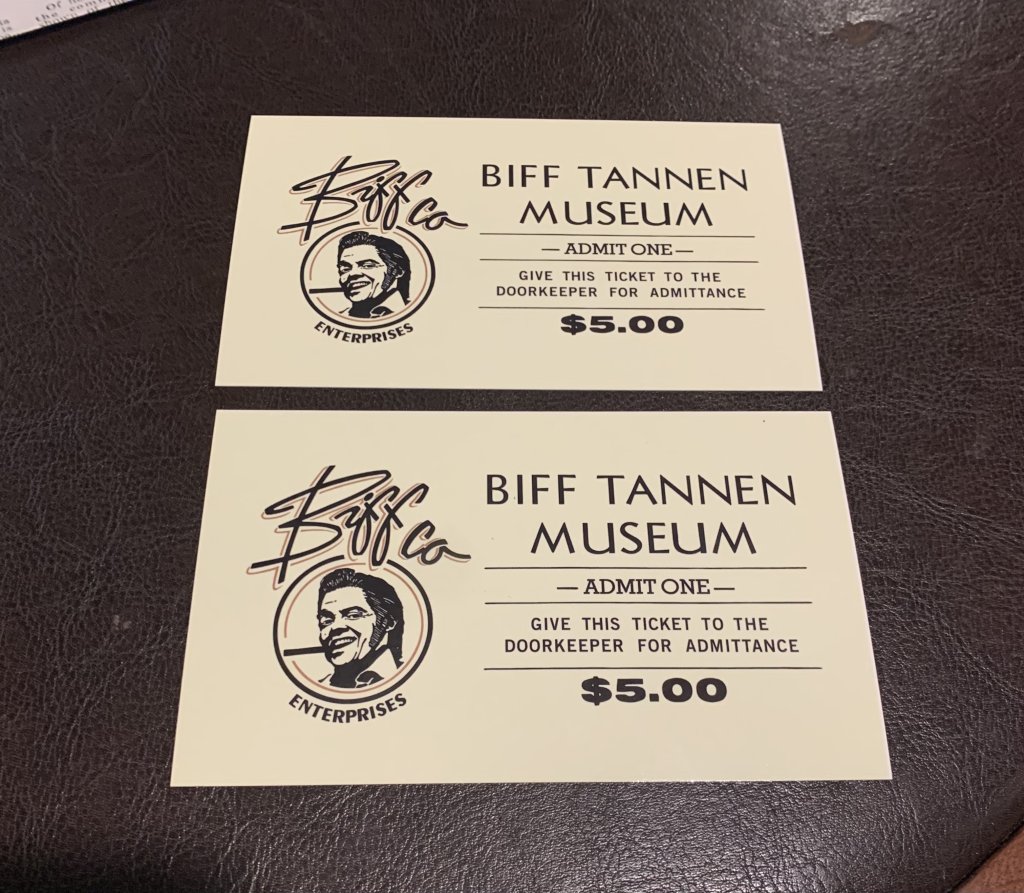 Biff Co
ENTERPRISES
BIFF TANNEN
MUSEUM
— ADMIT ONE —
GIVE THIS TICKET TO THE
DOORKEEPER FOR ADMITTANCE
$5.00
Biff Co
ENTERPRISES
BIFF TANNEN
MUSEUM
— ADMIT ONE —
GIVE THIS TICKET TO THE
DOORKEEPER FOR ADMITTANCE
$5.00